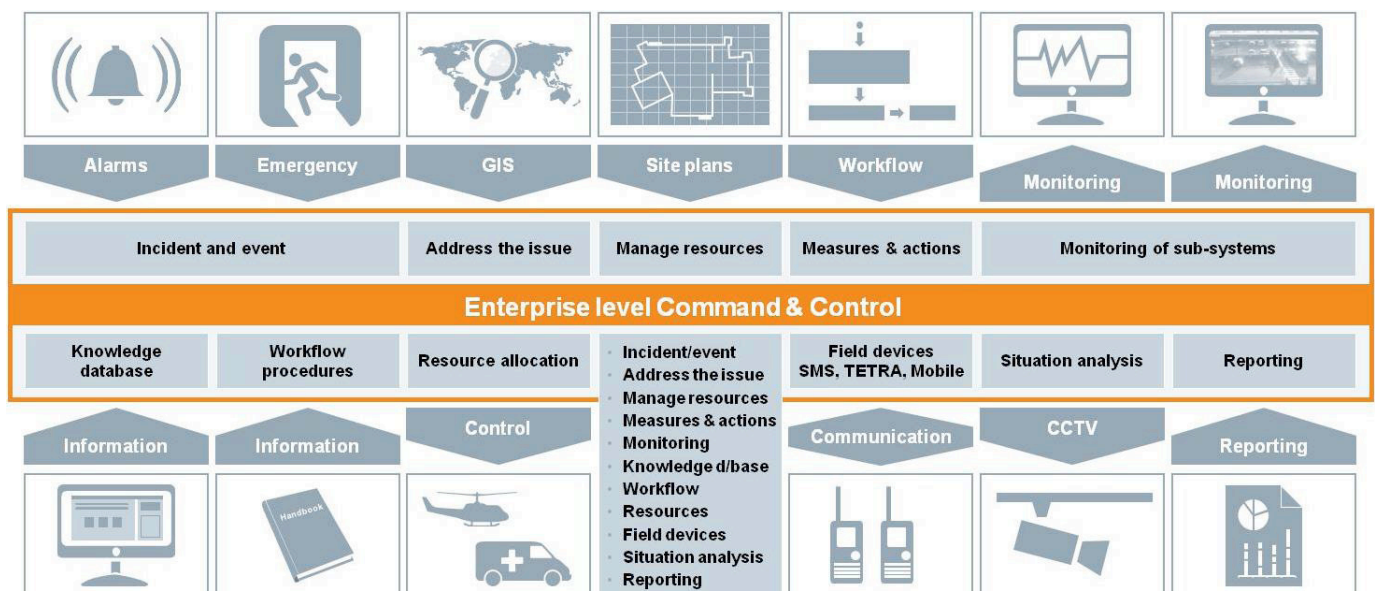 Alarms
Emergency
GIS
Site plans
Workflow
Monitoring
Monitoring
Incident and event
Address the issue
Manage resources
Measures & actions
Monitoring of sub-systems
Enterprise level Command & Control
Knowledge
database
Workflow
procedures
Resource allocation
Incident/event
Address the issue
Manage resources
Measures & actions
Monitoring
Knowledge d/base
Workflow
Resources
Field devices
Situation analysis
Reporting
Field devices
SMS, TETRA, Mobile
Situation analysis
Reporting
Information
Information
Control
Communication
CCTV
Reporting
Handbook